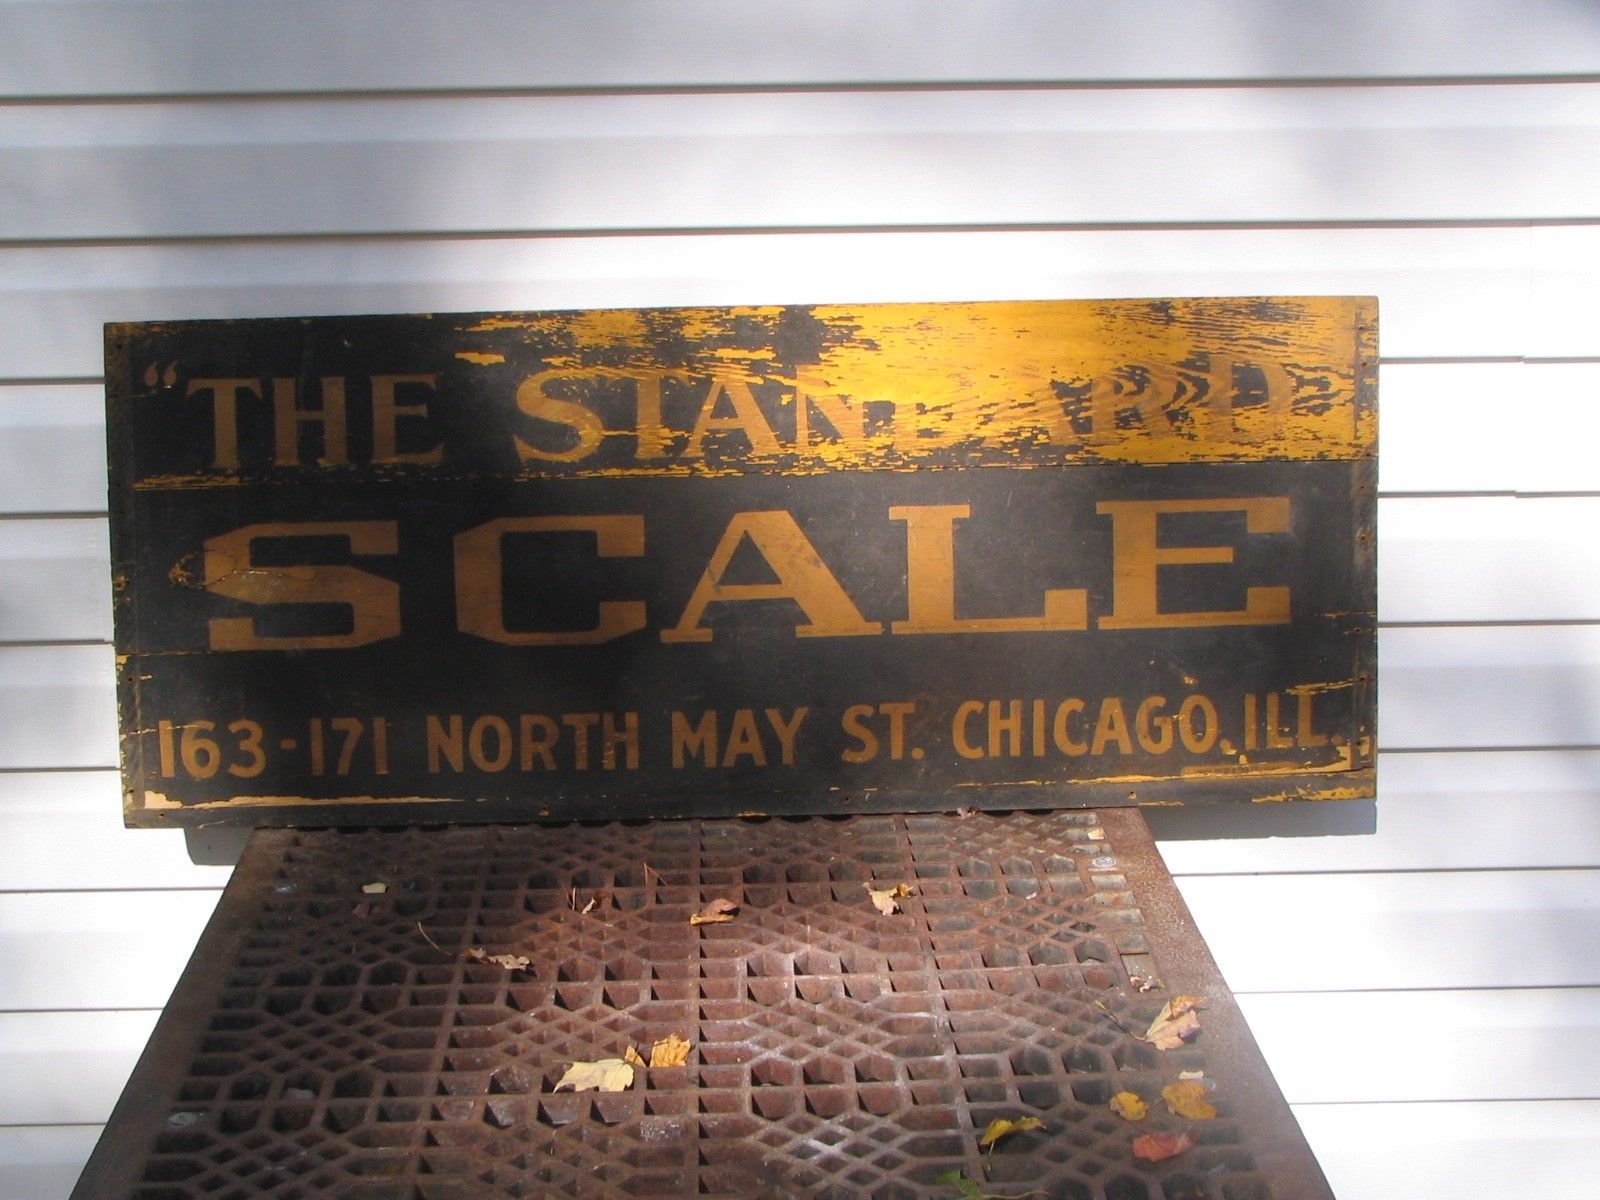 "THE STANDARD"
SCALE
163-171 NORTH MAY ST. CHICAGO, ILL.